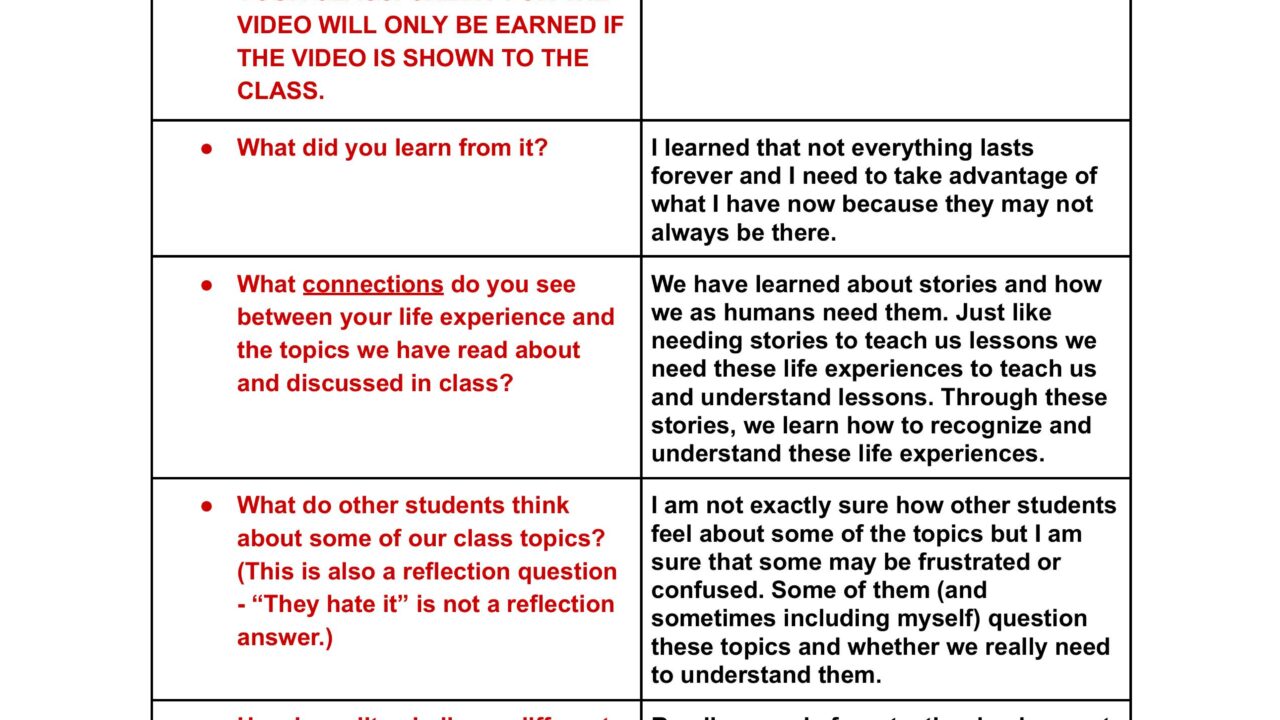 VIDEO WILL ONLY BE EARNED IF
THE VIDEO IS SHOWN TO THE
CLASS.
● What did you learn from it?
I learned that not everything lasts
forever and I need to take advantage of
what I have now because they may not
always be there.
● What connections do you see
between your life experience and
the topics we have read about
and discussed in class?
We have learned about stories and how
we as humans need them. Just like
needing stories to teach us lessons we
need these life experiences to teach us
and understand lessons. Through these
stories, we learn how to recognize and
understand these life experiences.
● What do other students think
about some of our class topics?
(This is also a reflection question
- “They hate it” is not a reflection
answer.)
I am not exactly sure how other students
feel about some of the topics but I am
sure that some may be frustrated or
confused. Some of them (and
sometimes including myself) question
these topics and whether we really need
to understand them.